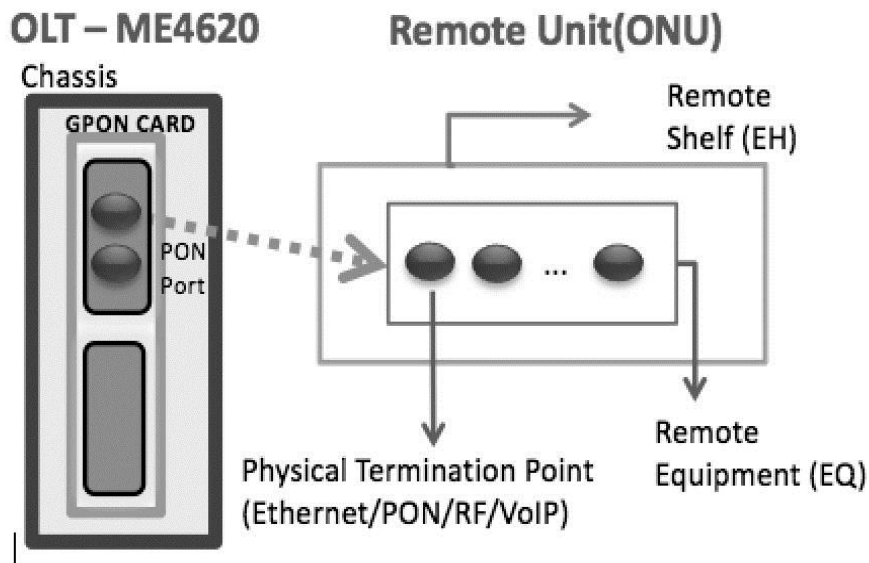 OLT – ME4620
Remote Unit(ONU)
Chassis
GPON CARD
PON
Port
Remote
Shelf (EH)
...
Physical Termination Point
(Ethernet/PON/RF/VoIP)
Remote
Equipment (EQ)